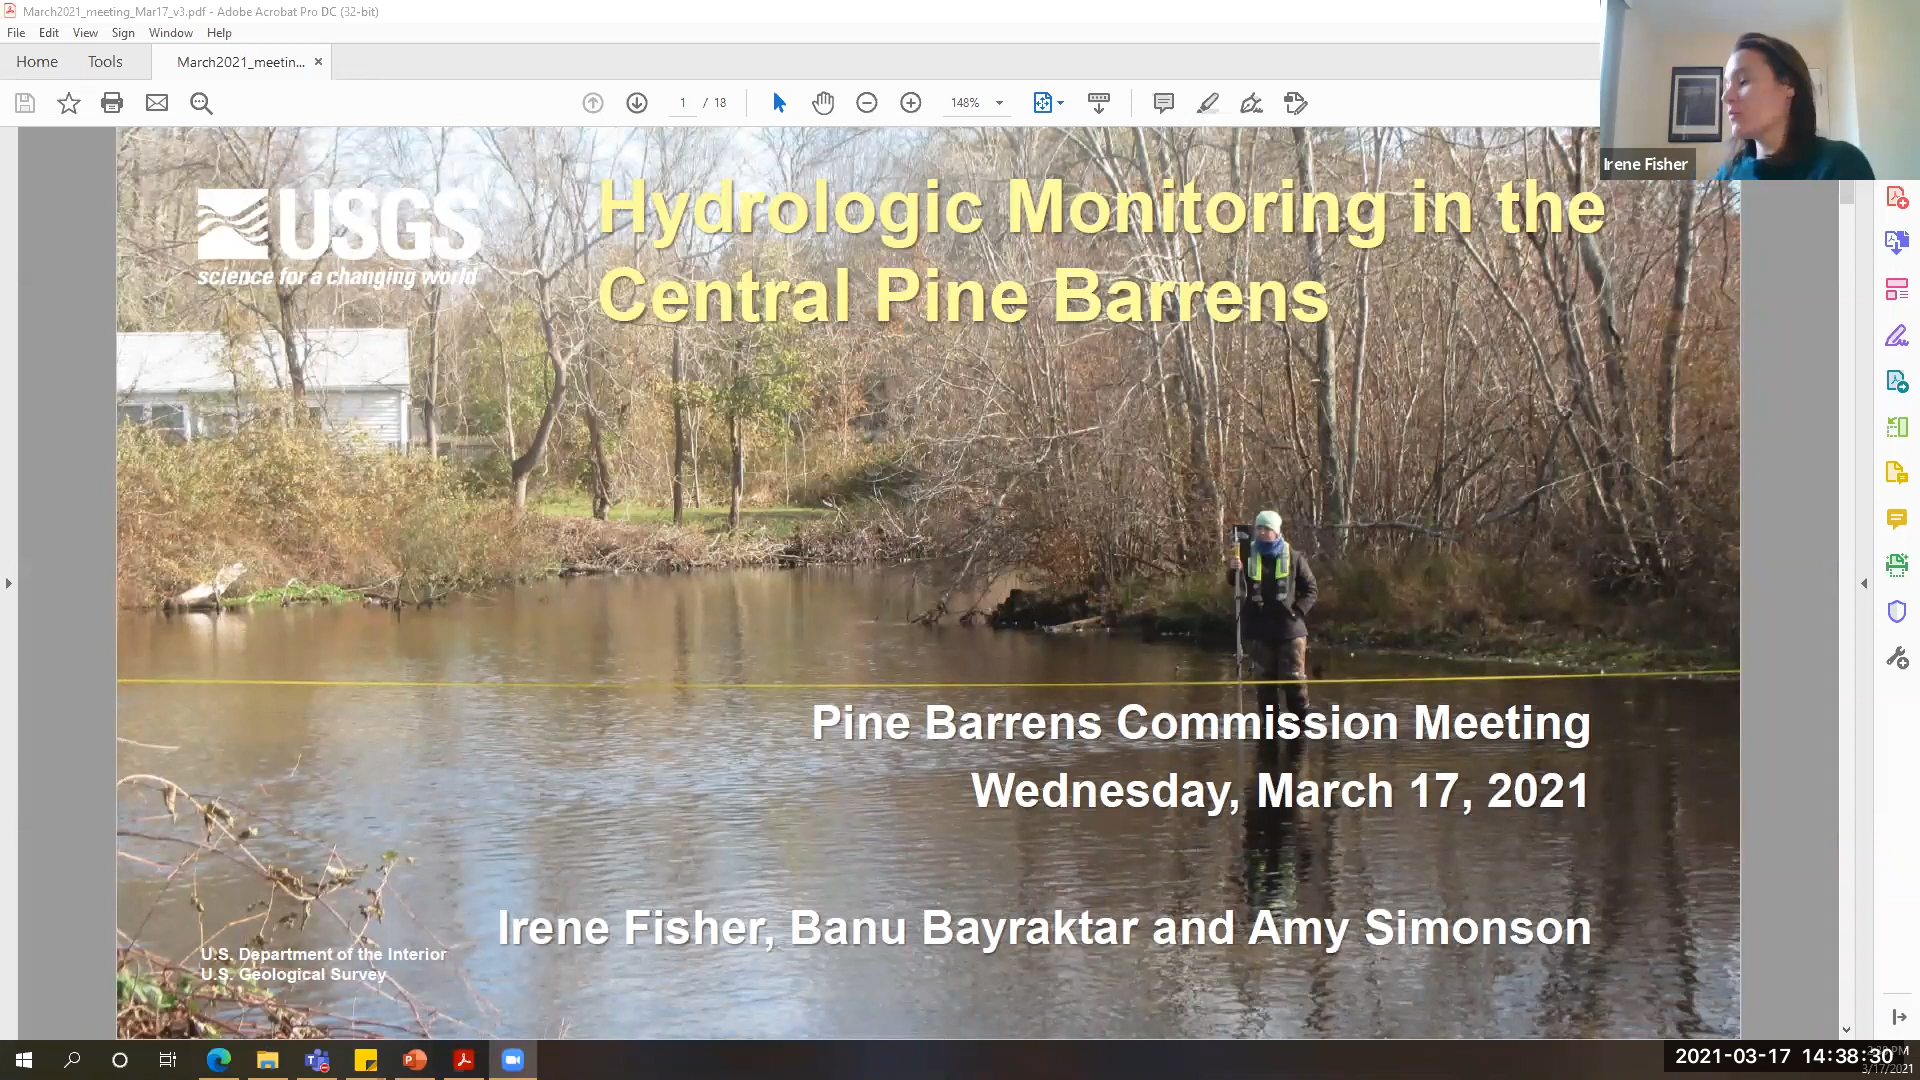 March2021_meeting_Mar17_v3.pdf - Adobe Acrobat Pro DC (32-bit)
File Edit View Sign Window Help
Home Tools March2021_meetin... ×
1 / 18 148%
Irene Fisher
USGS
science for a changing world
Hydrologic Monitoring in the
Central Pine Barrens
Pine Barrens Commission Meeting
Wednesday, March 17, 2021
Irene Fisher, Banu Bayraktar and Amy Simonson
U.S. Department of the Interior
U.S. Geological Survey
2021-03-17 14:38:30
3/17/2021